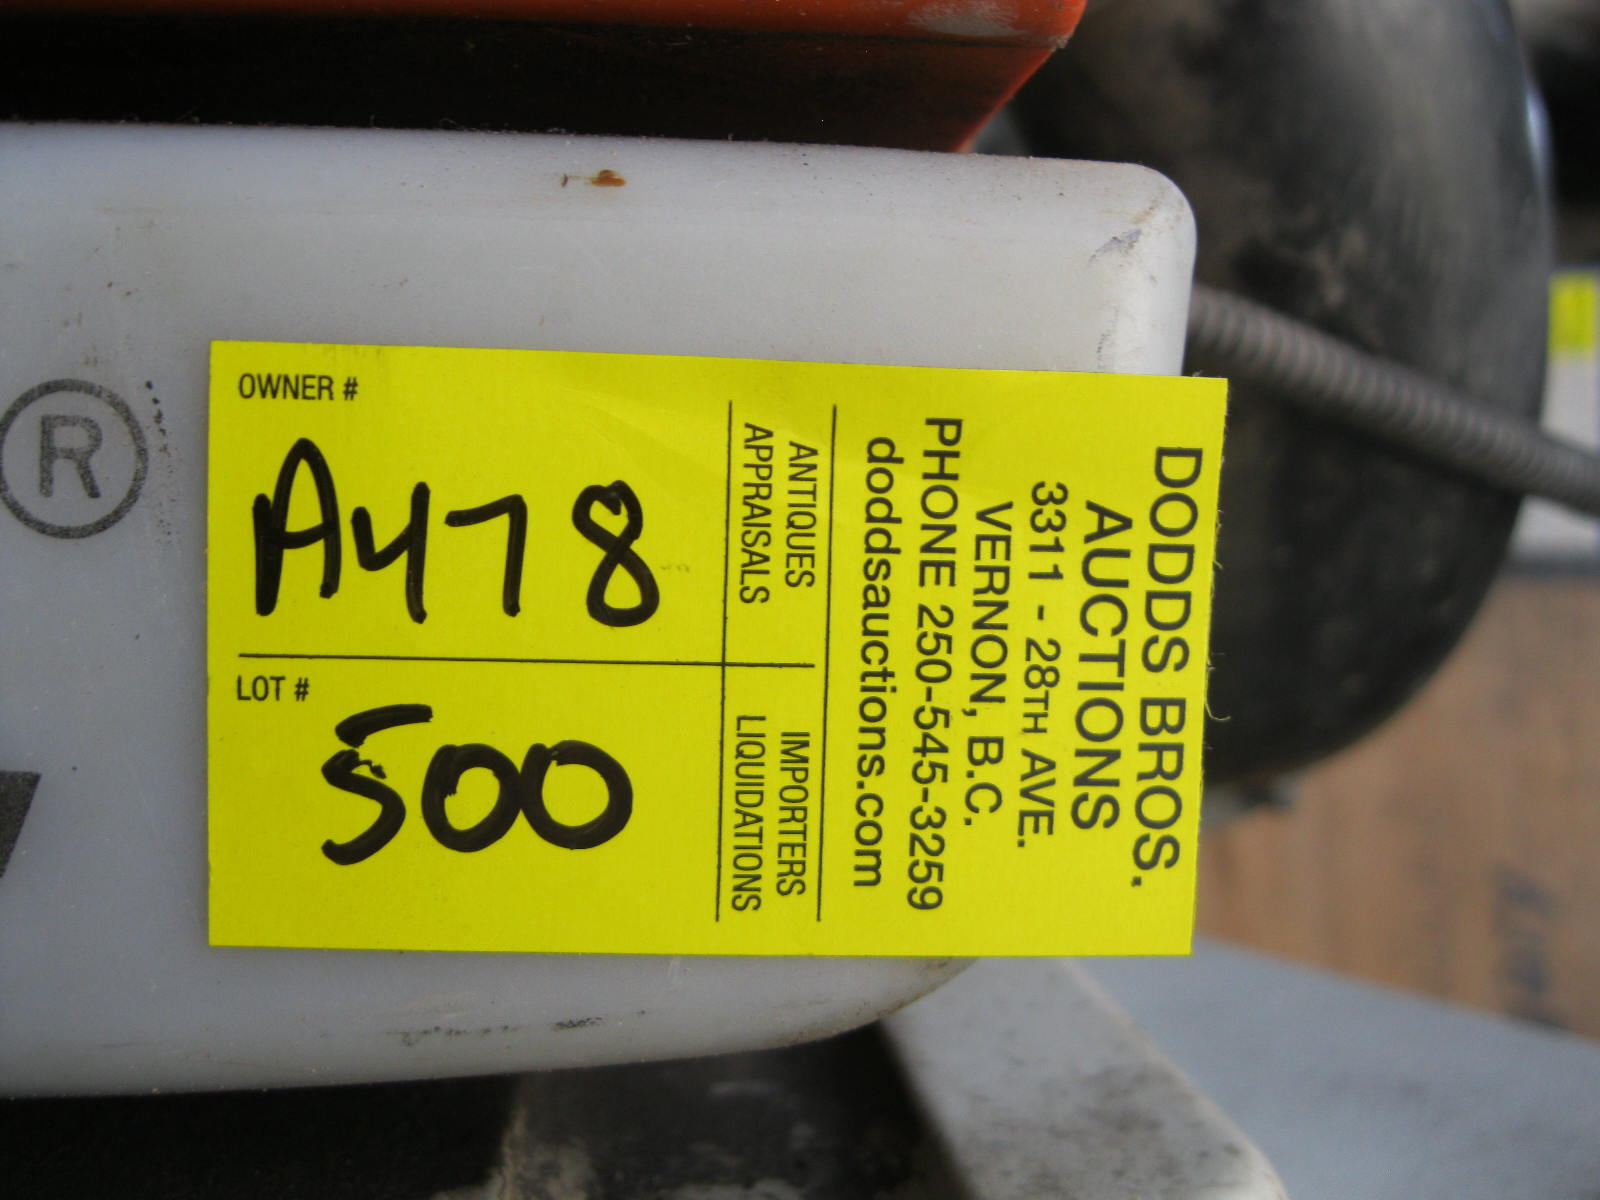 ®
OWNER #
A478
LOT #
500
ANTIQUES
APPRAISALS
IMPORTERS
LIQUIDATIONS
DODDS BROS.
AUCTIONS
3311 - 28TH AVE.
VERNON, B.C.
PHONE 250-545-3259
doddsauctions.com